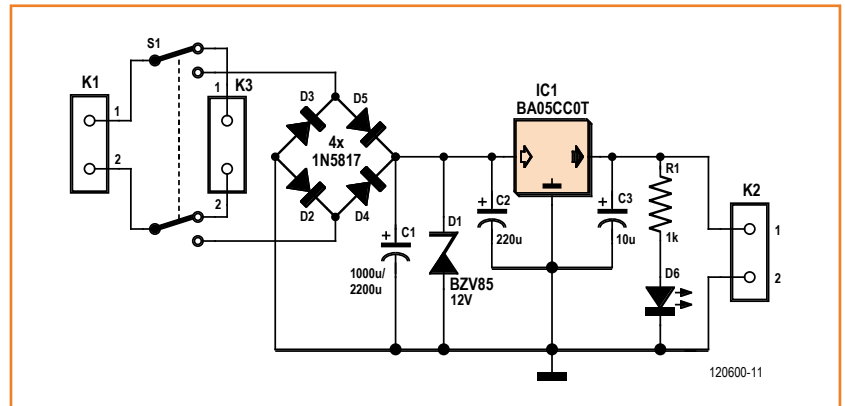 S1
K1
1
2
1
K3
2
D3
D5
4x
1N5817
D2
D4
C1
1000u/
2200u
D1
BZV85
12V
C2
220u
IC1
BA05CC0T
C3
10u
R1
1k
D6
K2
1
2
120600-11